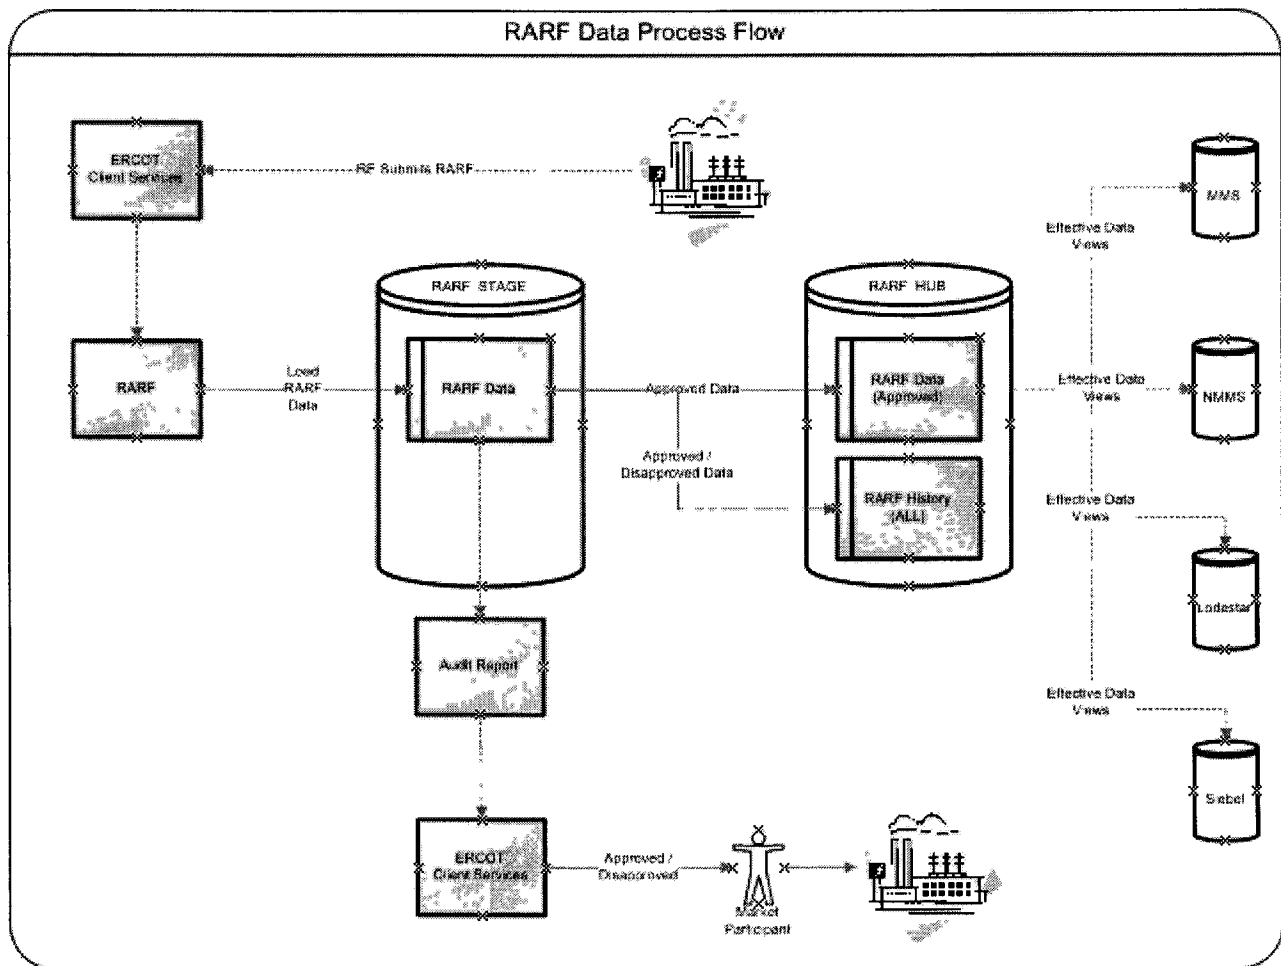 RARF Data Process Flow
ERCOT
Client Services
RE Submits RARF
MMS
Effective Data
Views
RARF STAGE
RARF HUB
RARF
Load
RARF
Data
RARF Data
Approved Data
RARF Data
(Approved)
Effective Data
Views
NMMS
Approved /
Disapproved Data
RARF History
(ALL)
Effective Data
Views
Lodestar
Audit Report
Effective Data
Views
Siebel
ERCOT
Client Services
Approved /
Disapproved
Market
Participant